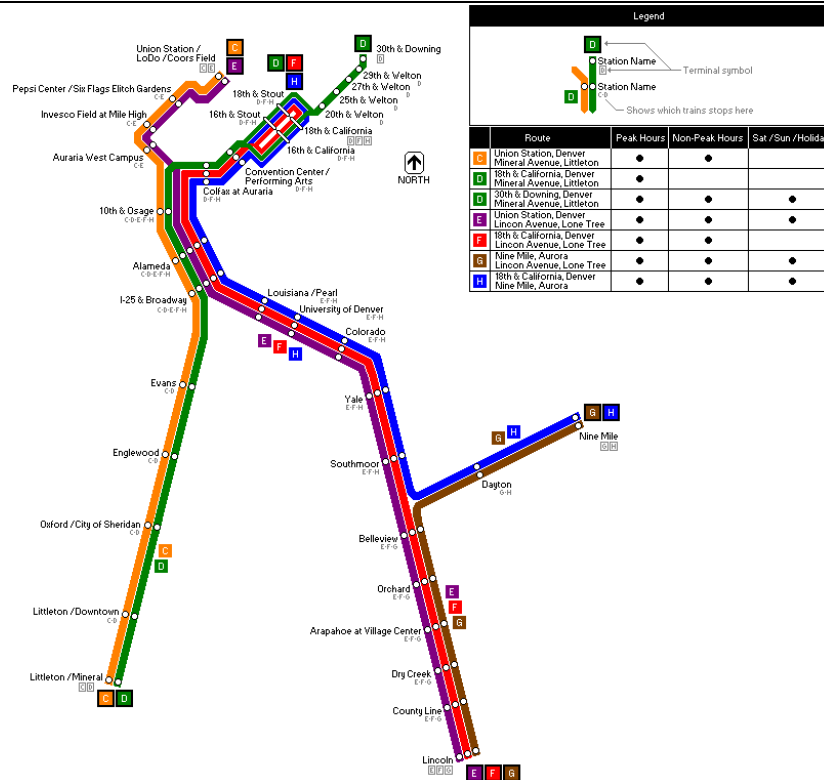 Legend
D
Station Name
D
Terminal symbol
Station Name
C-D
D
Shows which trains stops here
Route
Peak Hours
Non-Peak Hours
Sat /Sun /Holida
C
Union Station, Denver
Mineral Avenue, Littleton
D
18th & California, Denver
Mineral Avenue, Littleton
D
30th & Downing, Denver
Mineral Avenue, Littleton
E
Union Station, Denver
Lincon Avenue, Lone Tree
F
18th & California, Denver
Lincon Avenue, Lone Tree
G
Nine Mile, Aurora
Lincon Avenue, Lone Tree
H
18th & California, Denver
Nine Mile, Aurora
NORTH
Union Station /
LoDo / Coors Field
C E
C
E
Pepsi Center /Six Flags Elitch Gardens
C-E
Invesco Field at Mile High
C-E
Auraria West Campus
C-E
D
F
H
D
30th & Downing
D
29th & Welton
D
27th & Welton
D
25th & Welton
D
20th & Welton
D
18th & Stout
D-F-H
16th & Stout
D-F-H
18th & California
D F H
16th & California
D-F-H
Convention Center /
Performing Arts
D-F-H
Colfax at Auraria
D-F-H
10th & Osage
C-D-E-F-H
Alameda
C-D-E-F-H
I-25 & Broadway
C-D-E-F-H
Louisiana /Pearl
E-F-H
University of Denver
E-F-H
Colorado
E-F-H
E
F
H
Evans
C-D
Yale
E-F-H
Englewood
C-D
Southmoor
E-F-H
G
H
G
H
Nine Mile
G H
Dayton
G-H
Oxford /City of Sheridan
C-D
C
D
Belleview
E-F-G
Orchard
E-F-G
E
F
G
Littleton /Downtown
C-D
Arapahoe at Village Center
E-F-G
Littleton /Mineral
C D
C
D
Dry Creek
E-F-G
County Line
E-F-G
Lincoln
E F G
E
F
G